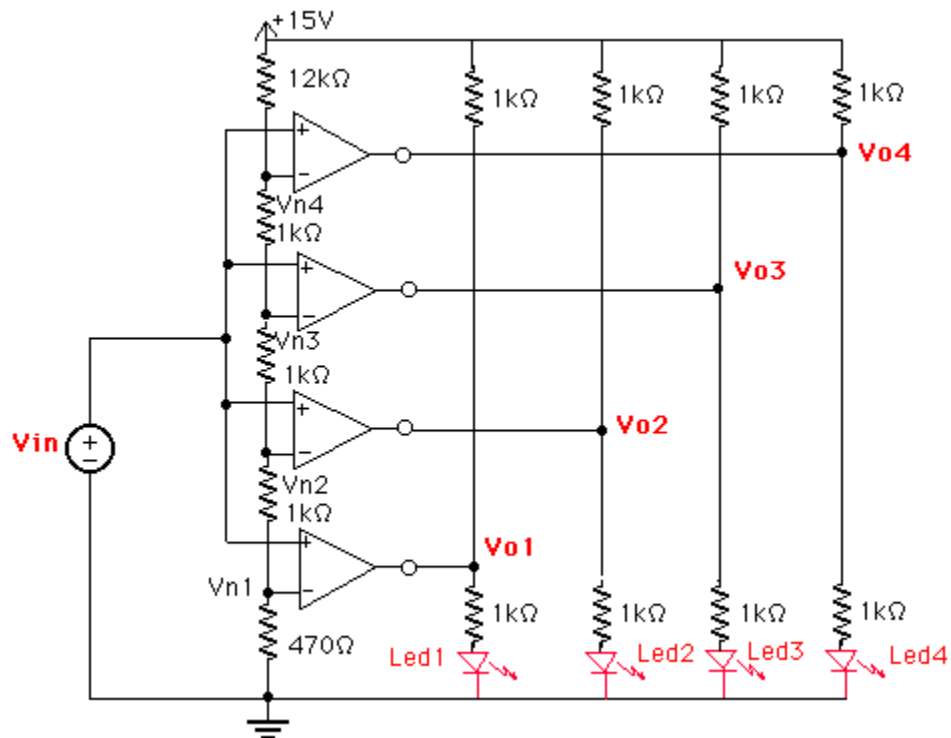 +15V
12kΩ
1kΩ
1kΩ
1kΩ
1kΩ
+
−
Vo4
Vn4
1kΩ
+
−
Vo3
Vn3
1kΩ
+
−
Vo2
Vin
+
−
Vn2
1kΩ
+
−
Vo1
Vn1
470Ω
1kΩ
1kΩ
1kΩ
1kΩ
Led1
Led2
Led3
Led4